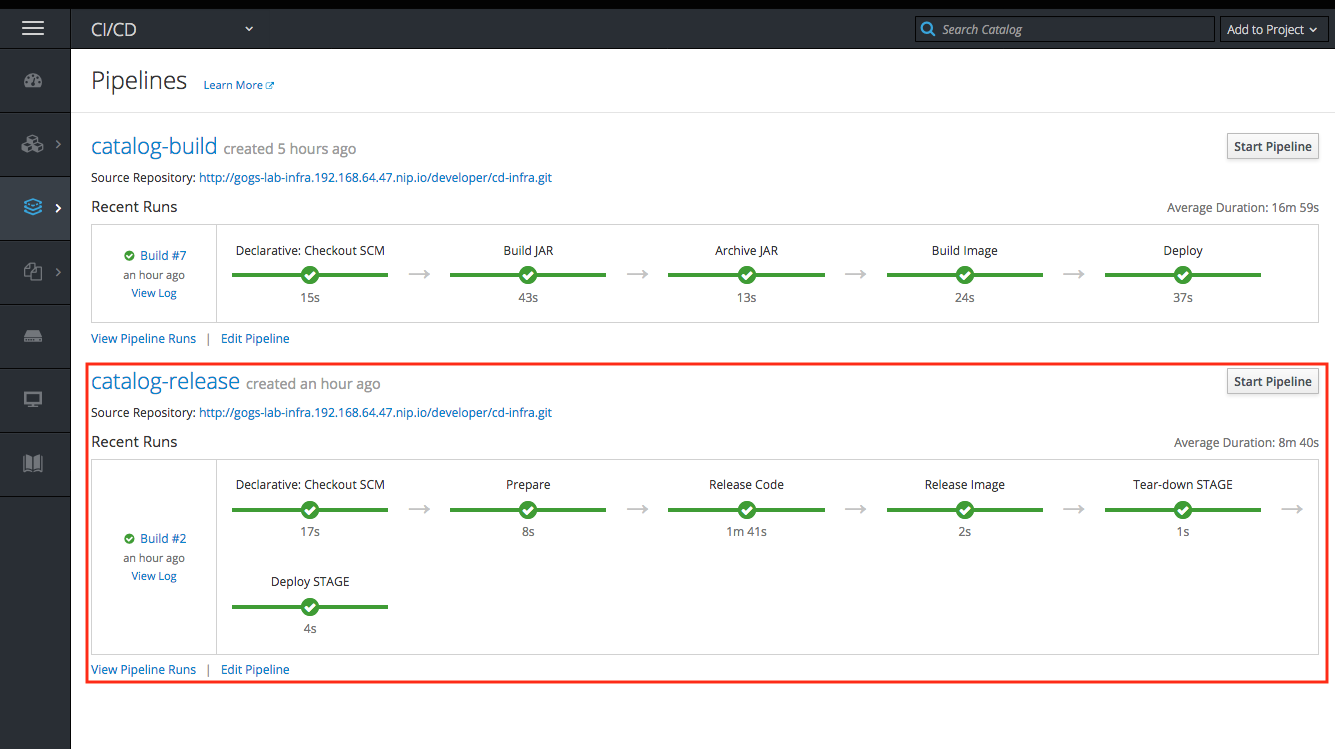 CI/CD
Search Catalog
Add to Project
Pipelines Learn More
catalog-build created 5 hours ago
Start Pipeline
Source Repository: http://gogs-lab-infra.192.168.64.47.nip.io/developer/cd-infra.git
Recent Runs
Average Duration: 16m 59s
Build #7
an hour ago
View Log
Declarative: Checkout SCM
15s
Build JAR
43s
Archive JAR
13s
Build Image
24s
Deploy
37s
View Pipeline Runs | Edit Pipeline
catalog-release created an hour ago
Start Pipeline
Source Repository: http://gogs-lab-infra.192.168.64.47.nip.io/developer/cd-infra.git
Recent Runs
Average Duration: 8m 40s
Build #2
an hour ago
View Log
Declarative: Checkout SCM
17s
Prepare
8s
Release Code
1m 41s
Release Image
2s
Tear-down STAGE
1s
Deploy STAGE
4s
View Pipeline Runs | Edit Pipeline